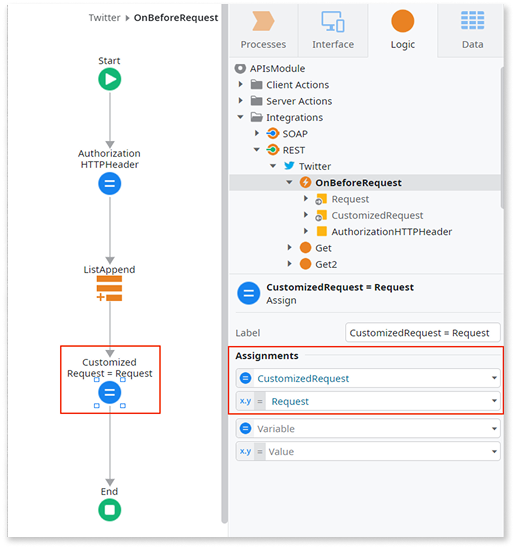 Twitter ▸ OnBeforeRequest
Start
Authorization
HTTPHeader
ListAppend
Customized
Request = Request
End
Processes
Interface
Logic
Data
APIsModule
Client Actions
Server Actions
Integrations
SOAP
REST
Twitter
OnBeforeRequest
Request
CustomizedRequest
AuthorizationHTTPHeader
Get
Get2
CustomizedRequest = Request
Assign
Label
CustomizedRequest = Request
Assignments
CustomizedRequest
x.y = Request
Variable
x.y = Value